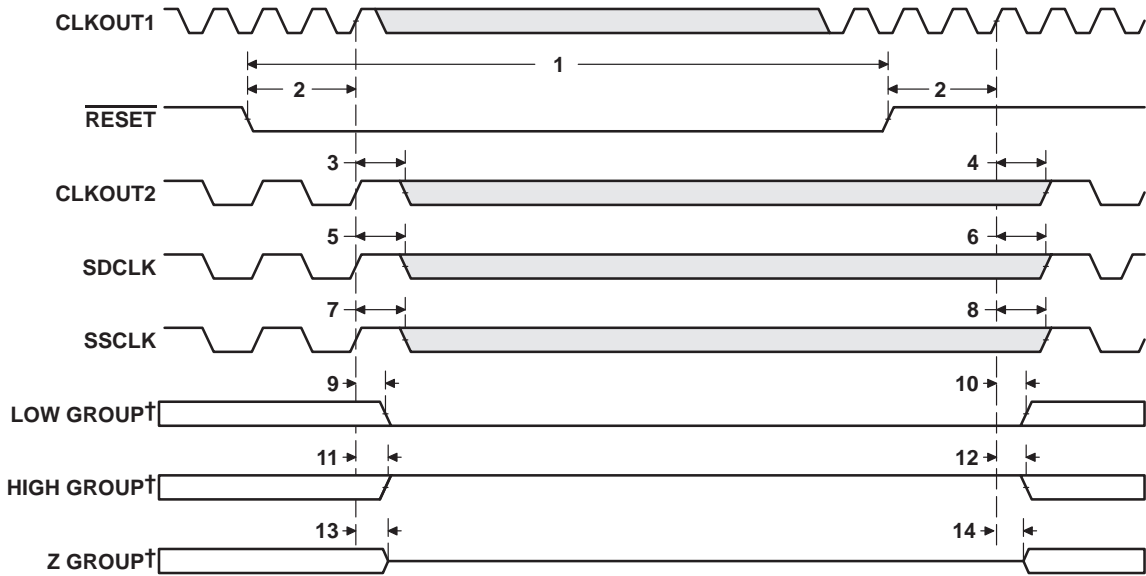 CLKOUT1
1
2 2
RESET
3 4
CLKOUT2
5 6
SDCLK
7 8
SSCLK
9 10
LOW GROUP†
11 12
HIGH GROUP†
13 14
Z GROUP†